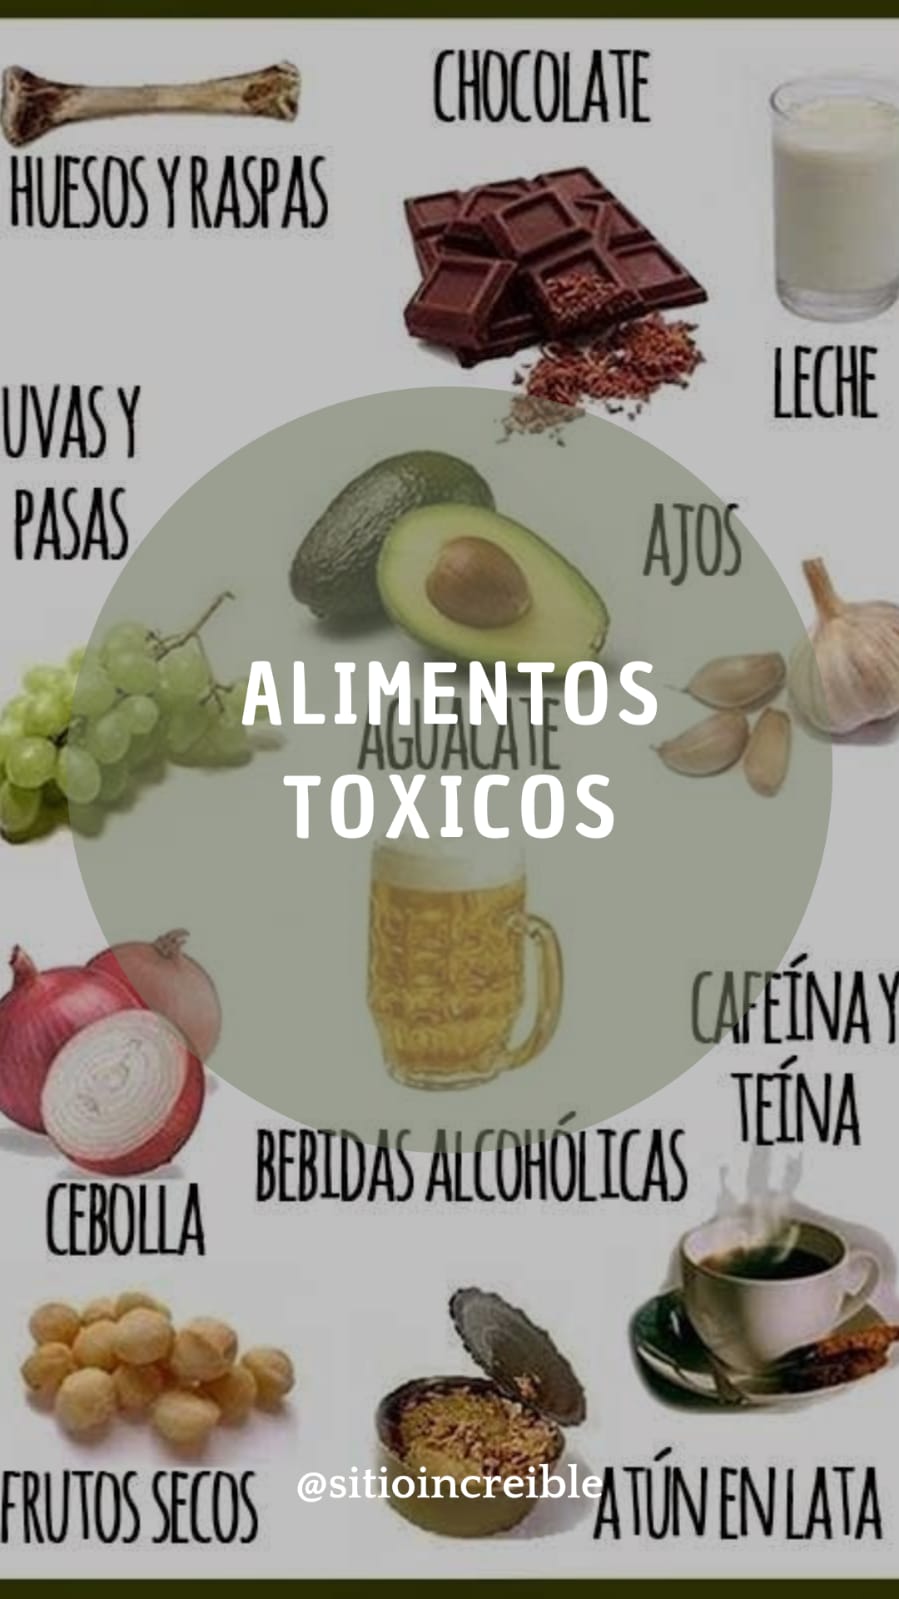 CHOCOLATE
HUESOS Y RASPAS
LECHE
UVAS Y
PASAS
AJOS
ALIMENTOS
AGUACATE
TOXICOS
CAFEÍNA Y
TEÍNA
BEBIDAS ALCOHÓLICAS
CEBOLLA
FRUTOS SECOS
@sitioincreible
ATÚN EN LATA